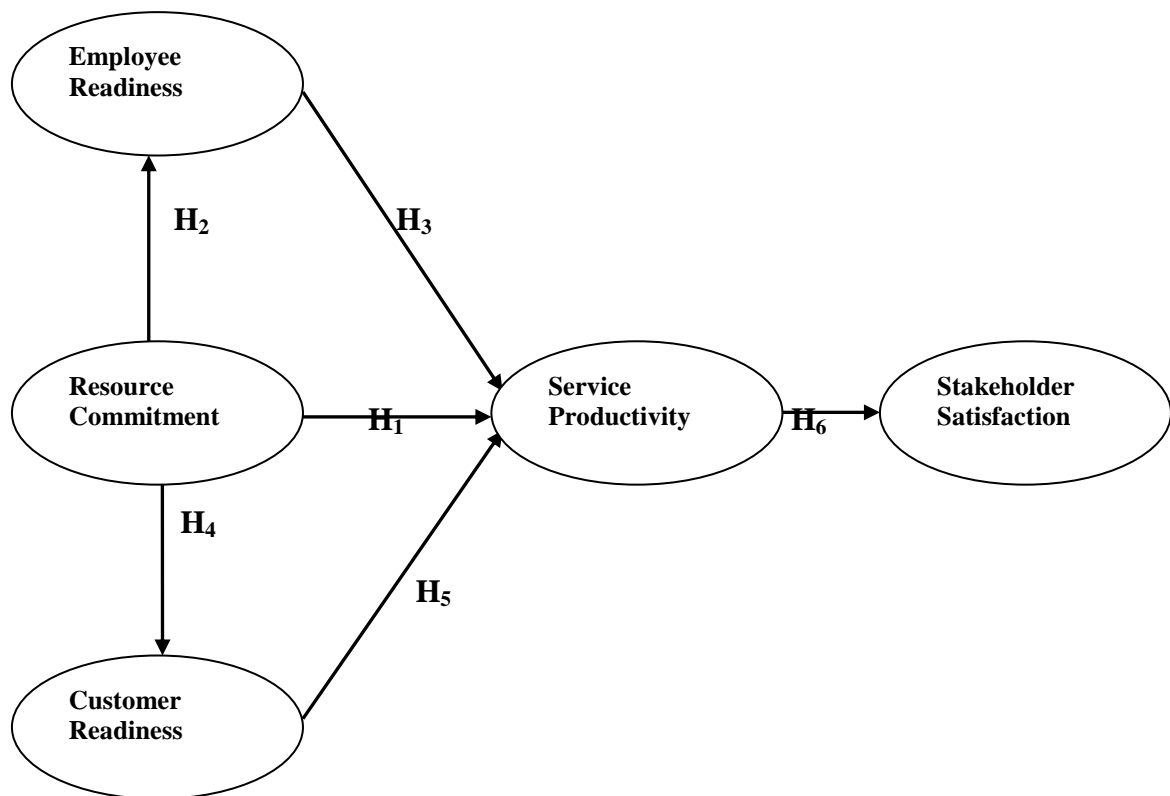 Employee
Readiness
H₂
H₃
Resource
Commitment
H₁
Service
Productivity
H₆
Stakeholder
Satisfaction
H₄
H₅
Customer
Readiness